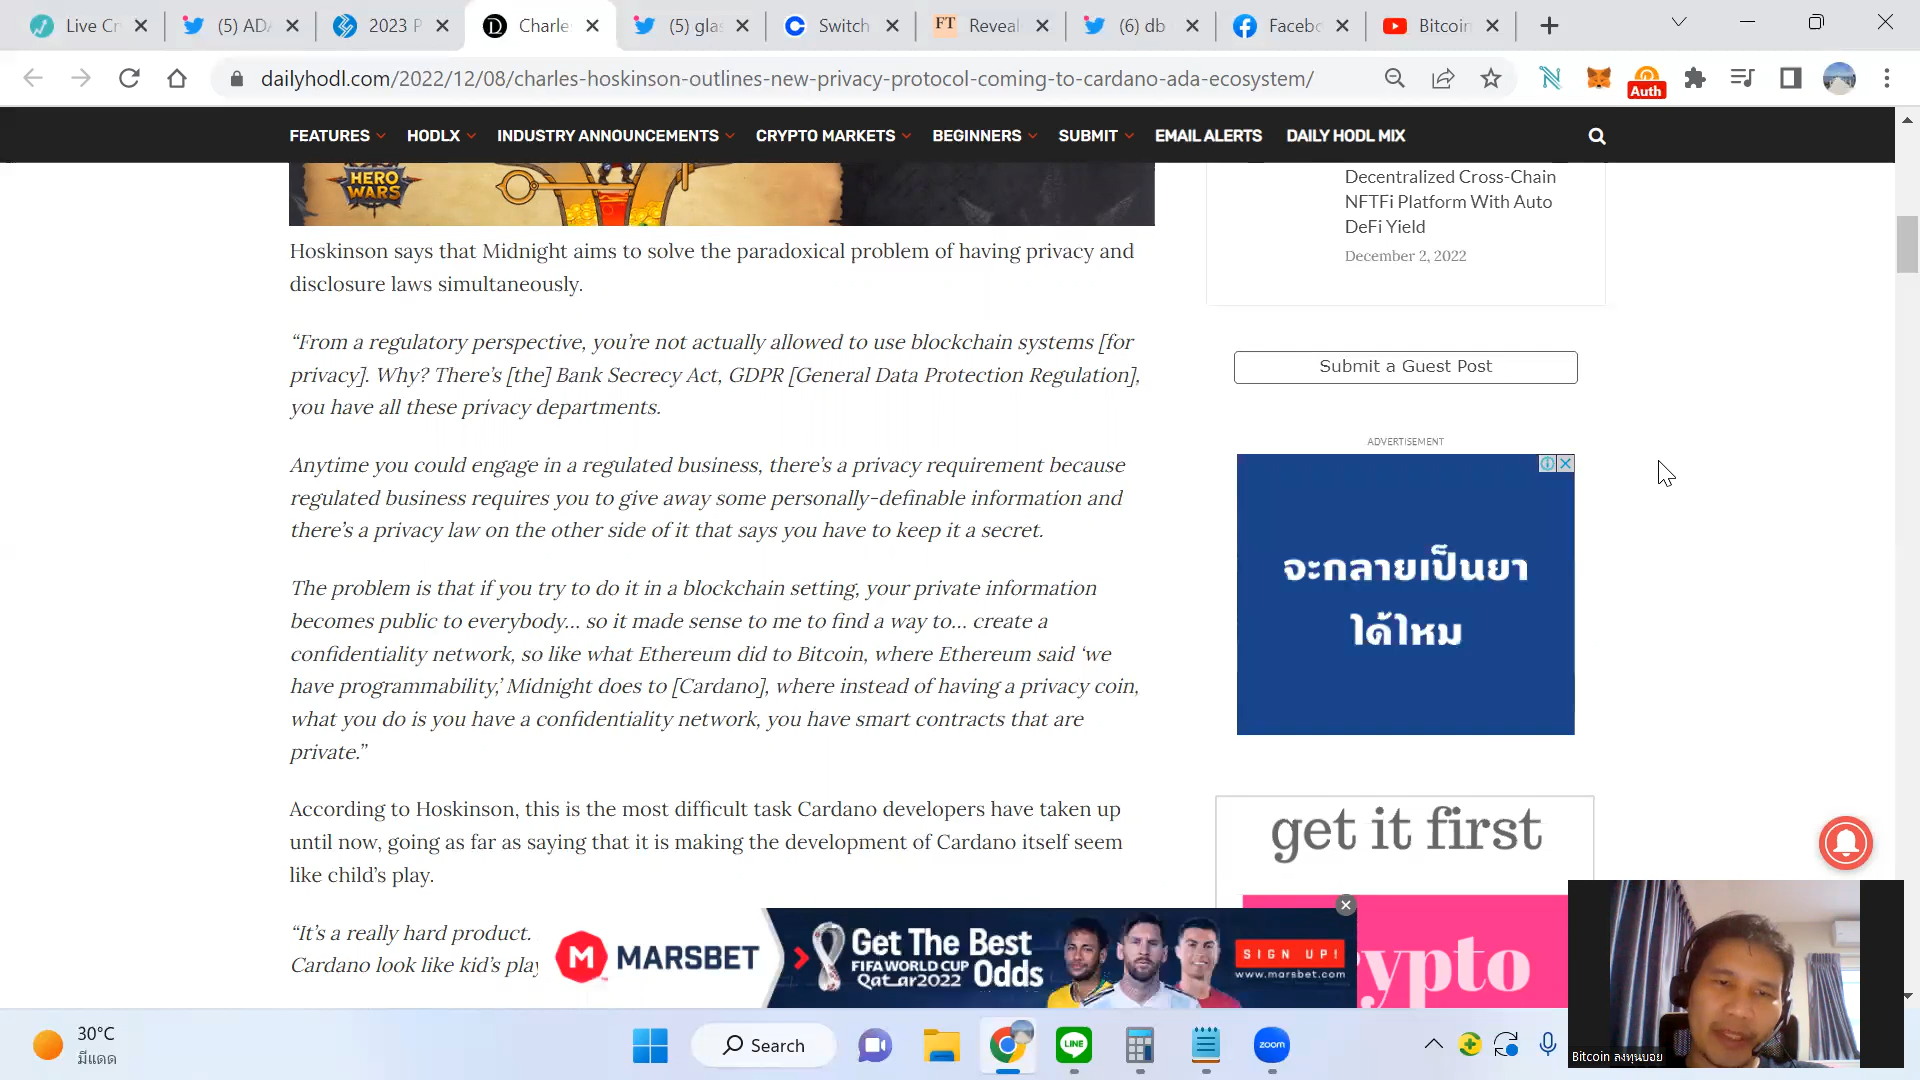 Live Cr
(5) ADA
2023 P
Charle
(5) glas
Switch
FT Reveal
(6) db
Facebo
Bitcoin
dailyhodl.com/2022/12/08/charles-hoskinson-outlines-new-privacy-protocol-coming-to-cardano-ada-ecosystem/
Auth
FEATURES
HODLX
INDUSTRY ANNOUNCEMENTS
CRYPTO MARKETS
BEGINNERS
SUBMIT
EMAIL ALERTS
DAILY HODL MIX
HERO
WARS
Hoskinson says that Midnight aims to solve the paradoxical problem of having privacy and
disclosure laws simultaneously.
“From a regulatory perspective, you’re not actually allowed to use blockchain systems [for
privacy]. Why? There’s [the] Bank Secrecy Act, GDPR [General Data Protection Regulation],
you have all these privacy departments.
Anytime you could engage in a regulated business, there’s a privacy requirement because
regulated business requires you to give away some personally-definable information and
there’s a privacy law on the other side of it that says you have to keep it a secret.
The problem is that if you try to do it in a blockchain setting, your private information
becomes public to everybody… so it made sense to me to find a way to… create a
confidentiality network, so like what Ethereum did to Bitcoin, where Ethereum said ‘we
have programmability,’ Midnight does to [Cardano], where instead of having a privacy coin,
what you do is you have a confidentiality network, you have smart contracts that are
private.”
According to Hoskinson, this is the most difficult task Cardano developers have taken up
until now, going as far as saying that it is making the development of Cardano itself seem
like child’s play.
“It’s a really hard product.
Cardano look like kid’s play
Decentralized Cross-Chain
NFTFi Platform With Auto
DeFi Yield
December 2, 2022
Submit a Guest Post
ADVERTISEMENT
จะกลายเป็นยา
ได้ไหม
get it first
crypto
MARSBET
Get The Best
FIFA WORLD CUP
Qatar2022
Odds
SIGN UP!
www.marsbet.com
Bitcoin ลงทุนบอย
30°C
มีแดด
Search
LINE
zoom